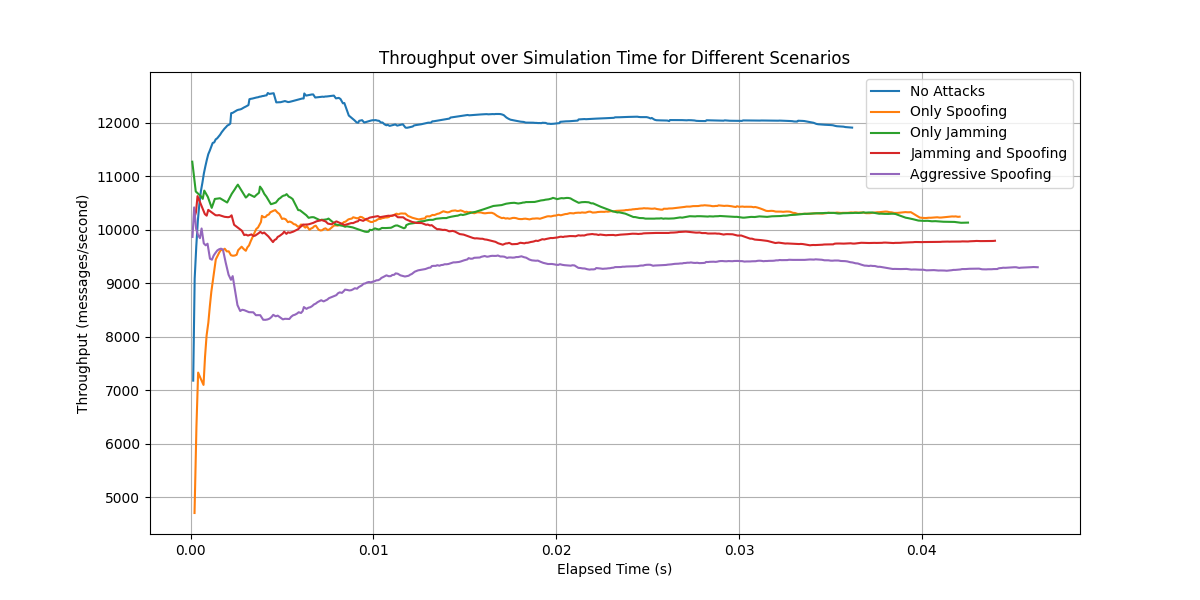 Throughput over Simulation Time for Different Scenarios
No Attacks
Only Spoofing
Only Jamming
Jamming and Spoofing
Aggressive Spoofing
Throughput (messages/second)
12000
11000
10000
9000
8000
7000
6000
5000
0.00 0.01 0.02 0.03 0.04
Elapsed Time (s)